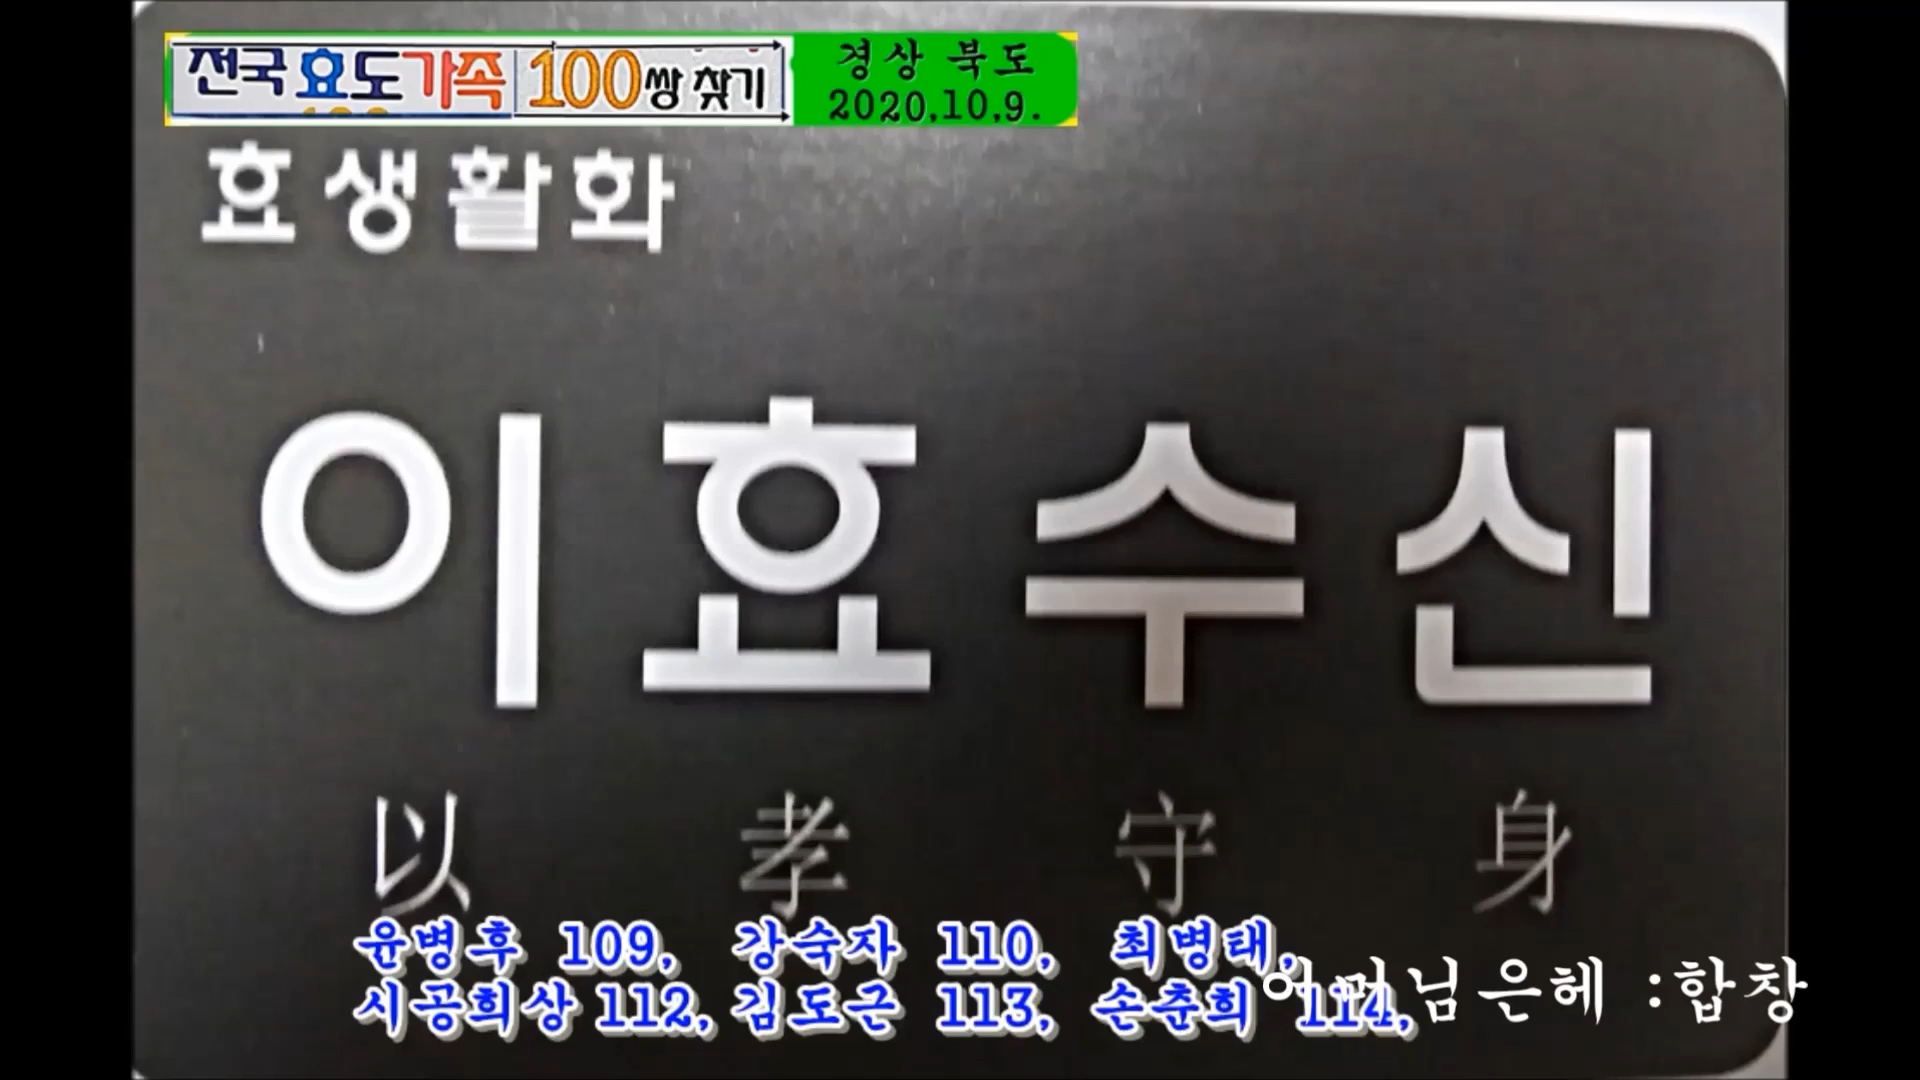 전국효도가족 100쌍 찾기
경상 북도
2020.10.9.
효생활화
이효수신
以孝守身
윤병후 109, 강숙자 110, 최병태,
시공희상 112, 김도근 113, 손춘희 114,
어머님은혜 :합창